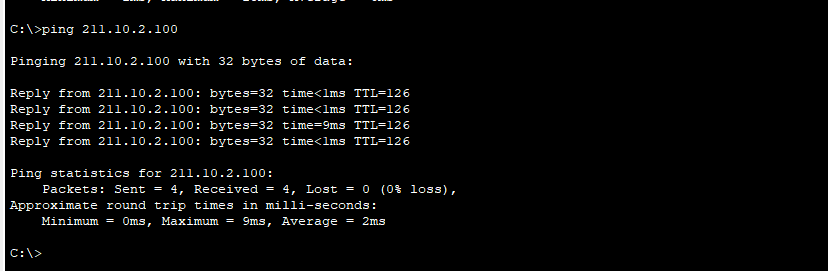 C:\>ping 211.10.2.100
Pinging 211.10.2.100 with 32 bytes of data:
Reply from 211.10.2.100: bytes=32 time<1ms TTL=126
Reply from 211.10.2.100: bytes=32 time<1ms TTL=126
Reply from 211.10.2.100: bytes=32 time=9ms TTL=126
Reply from 211.10.2.100: bytes=32 time<1ms TTL=126
Ping statistics for 211.10.2.100:
Packets: Sent = 4, Received = 4, Lost = 0 (0% loss),
Approximate round trip times in milli-seconds:
Minimum = 0ms, Maximum = 9ms, Average = 2ms
C:\>